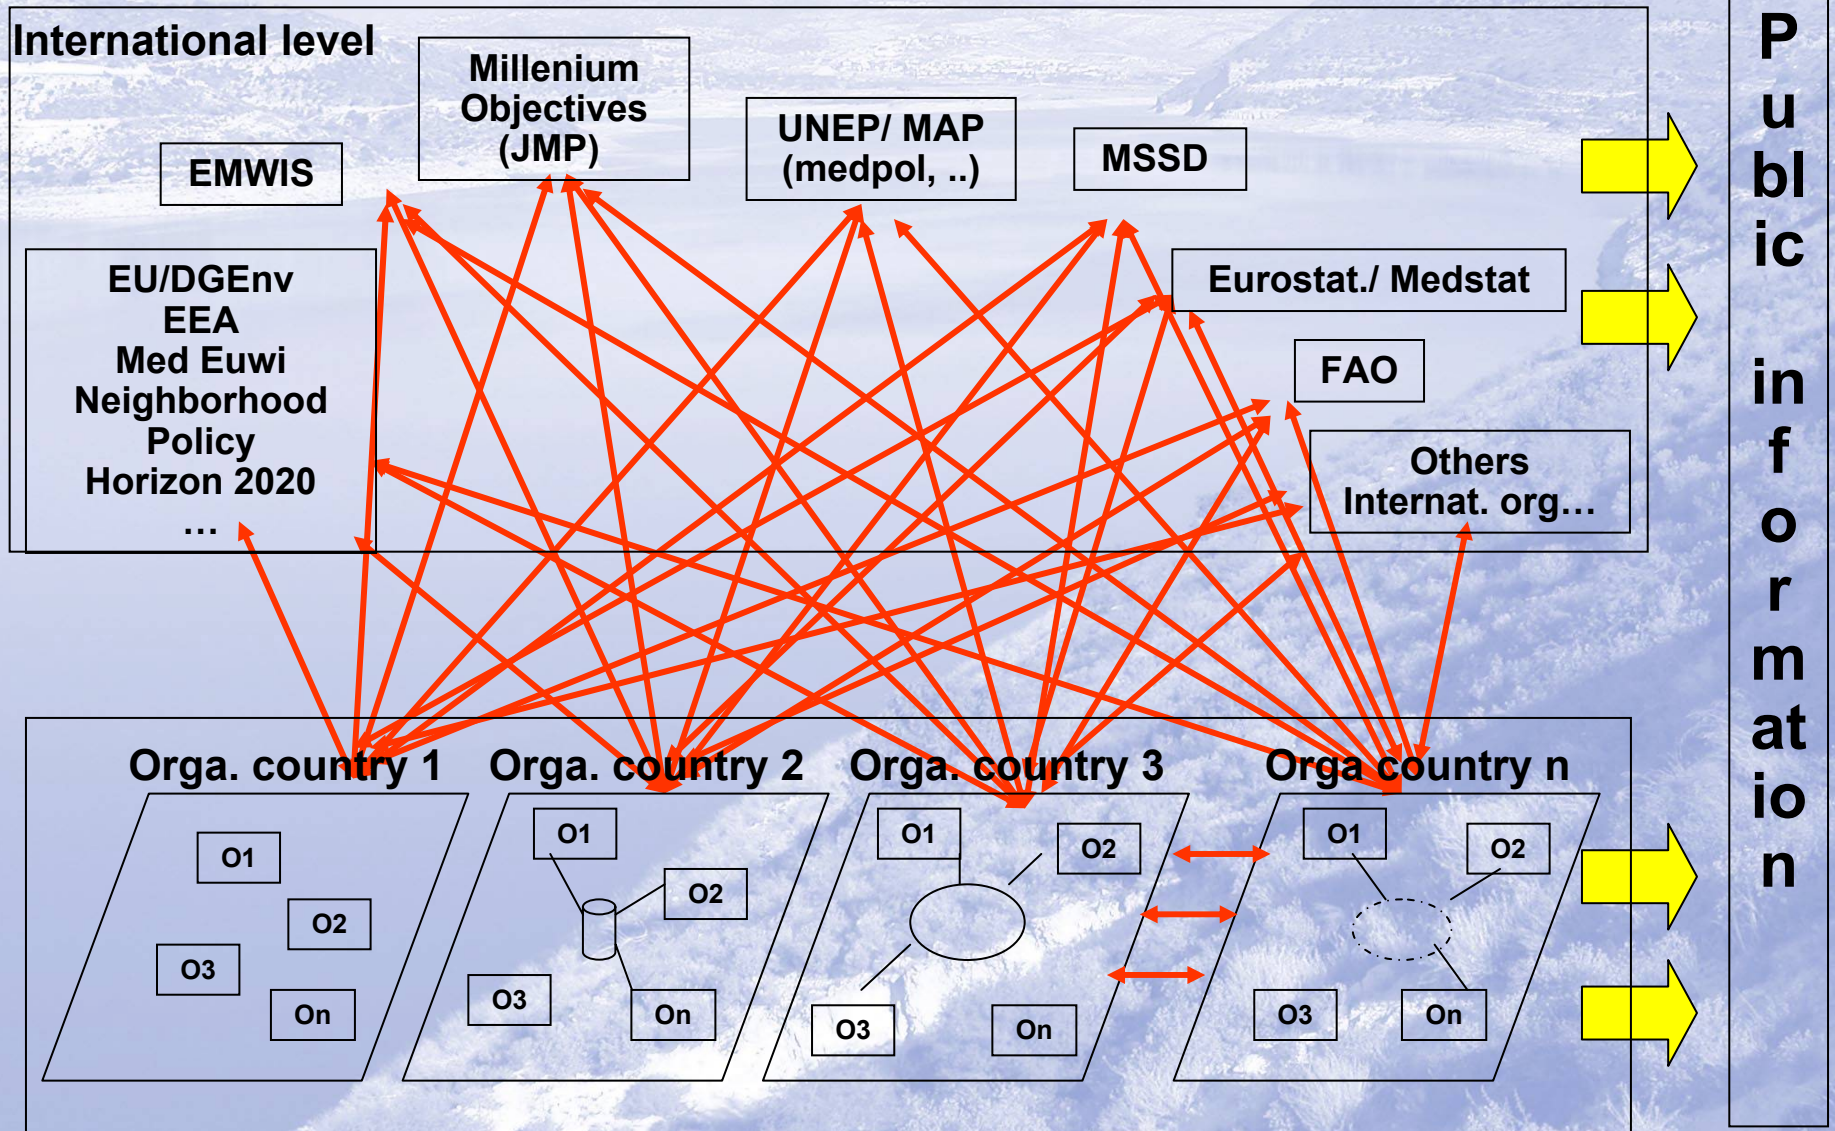 International level
Millenium
Objectives
(JMP)
UNEP/ MAP
(medpol, ..)
MSSD
EMWIS
EU/DGEnv
EEA
Med Euwi
Neighborhood
Policy
Horizon 2020
…
Eurostat./ Medstat
FAO
Others
Internat. org…
Orga. country 1
Orga. country 2
Orga. country 3
Orga country n
O1
O2
O3
On
O1
O2
O3
On
O1
O2
O3
On
O1
O2
O3
On
P
u
bl
ic
in
f
o
r
m
at
io
n